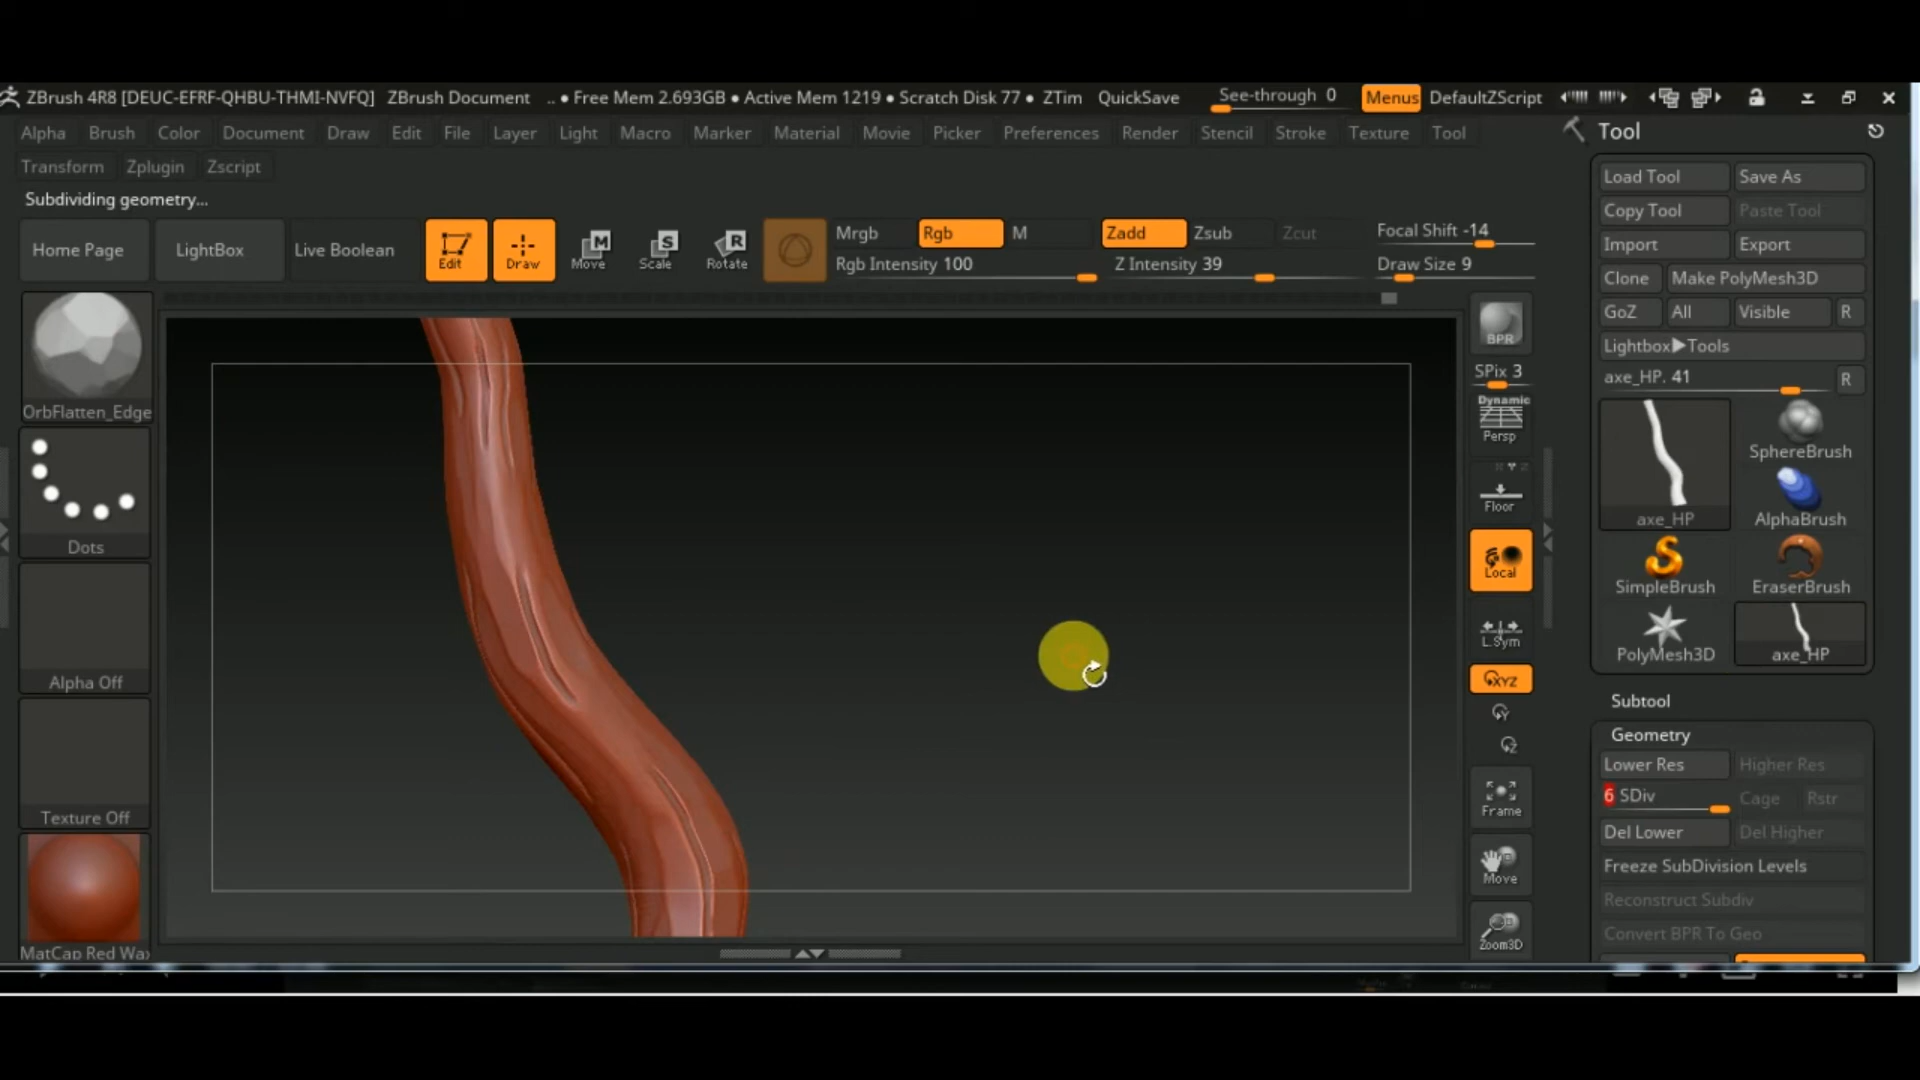 ZBrush 4R8 [DEUC-EFRF-QHBU-THMI-NVFQ] ZBrush Document .. • Free Mem 2.693GB • Active Mem 1219 • Scratch Disk 77 • ZTim QuickSave See-through 0 Menus DefaultZScript
Alpha Brush Color Document Draw Edit File Layer Light Macro Marker Material Movie Picker Preferences Render Stencil Stroke Texture Tool
Transform Zplugin Zscript
Subdividing geometry...
Home Page LightBox Live Boolean Edit Draw Move Scale Rotate
M S R
Mrgb Rgb M Zadd Zsub Zcut Focal Shift -14
Rgb Intensity 100 Z Intensity 39 Draw Size 9
OrbFlatten_Edge
Dots
Alpha Off
Texture Off
MatCap Red Wax
BPR
SPix 3
Dynamic
Persp
Floor
Local
L.Sym
XYZ
Y
Z
Frame
Move
Zoom3D
Tool
Load Tool Save As
Copy Tool Paste Tool
Import Export
Clone Make PolyMesh3D
GoZ All Visible R
Lightbox▶Tools
axe_HP. 41 R
axe_HP SphereBrush
AlphaBrush
SimpleBrush EraserBrush
PolyMesh3D axe_HP
Subtool
Geometry
Lower Res Higher Res
6 SDiv Cage Rstr
Del Lower Del Higher
Freeze SubDivision Levels
Reconstruct Subdiv
Convert BPR To Geo